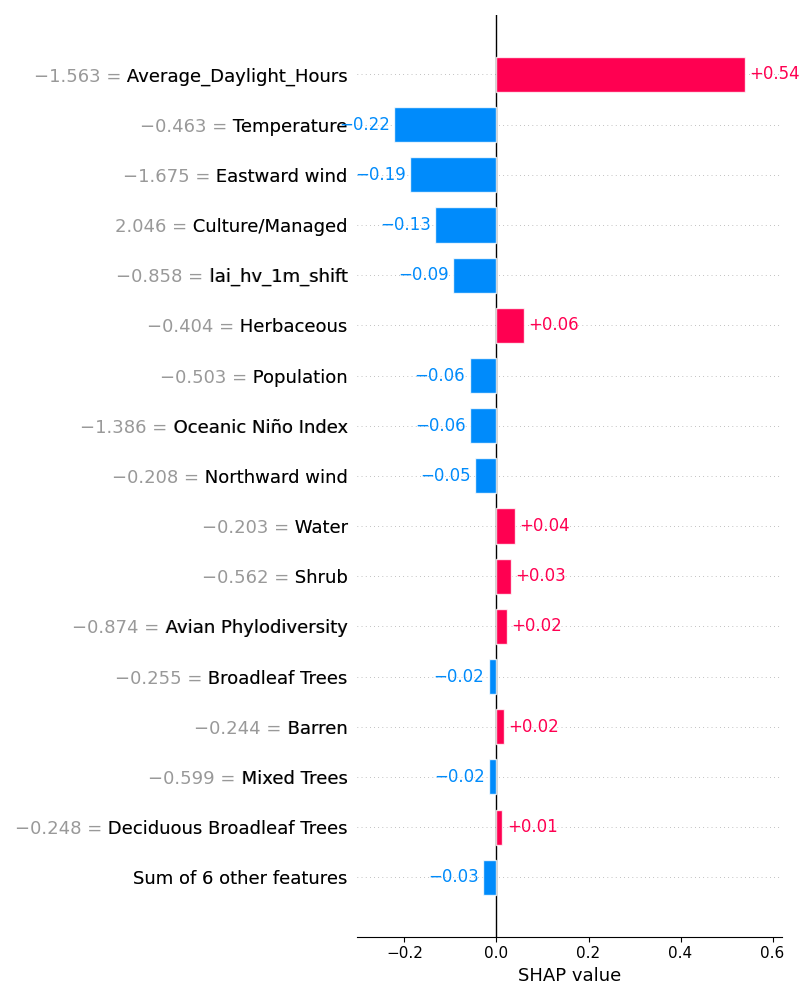 −1.563 = Average_Daylight_Hours +0.54
−0.463 = Temperature −0.22
−1.675 = Eastward wind −0.19
2.046 = Culture/Managed −0.13
−0.858 = lai_hv_1m_shift −0.09
−0.404 = Herbaceous +0.06
−0.503 = Population −0.06
−1.386 = Oceanic Niño Index −0.06
−0.208 = Northward wind −0.05
−0.203 = Water +0.04
−0.562 = Shrub +0.03
−0.874 = Avian Phylodiversity +0.02
−0.255 = Broadleaf Trees −0.02
−0.244 = Barren +0.02
−0.599 = Mixed Trees −0.02
−0.248 = Deciduous Broadleaf Trees +0.01
Sum of 6 other features −0.03
−0.2 0.0 0.2 0.4 0.6
SHAP value